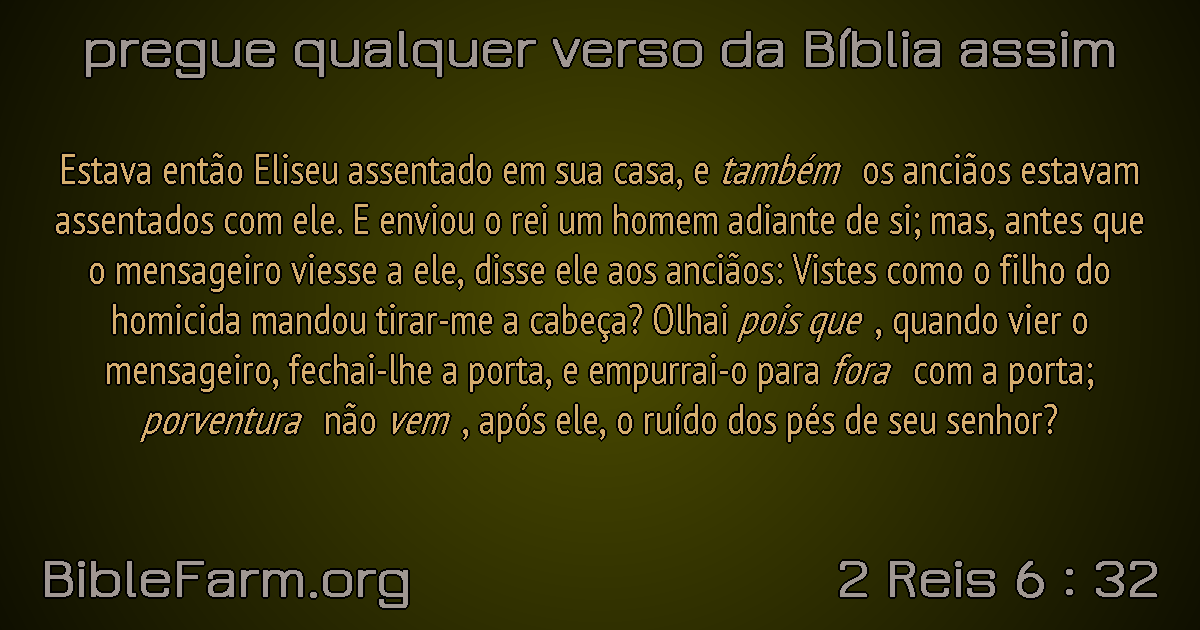 pregue qualquer verso da Bíblia assim
Estava então Eliseu assentado em sua casa, e também os anciãos estavam
assentados com ele. E enviou o rei um homem adiante de si; mas, antes que
o mensageiro viesse a ele, disse ele aos anciãos: Vistes como o filho do
homicida mandou tirar-me a cabeça? Olhai pois que , quando vier o
mensageiro, fechai-lhe a porta, e empurrai-o para fora com a porta;
porventura não vem , após ele, o ruído dos pés de seu senhor?
BibleFarm.org
2 Reis 6 : 32